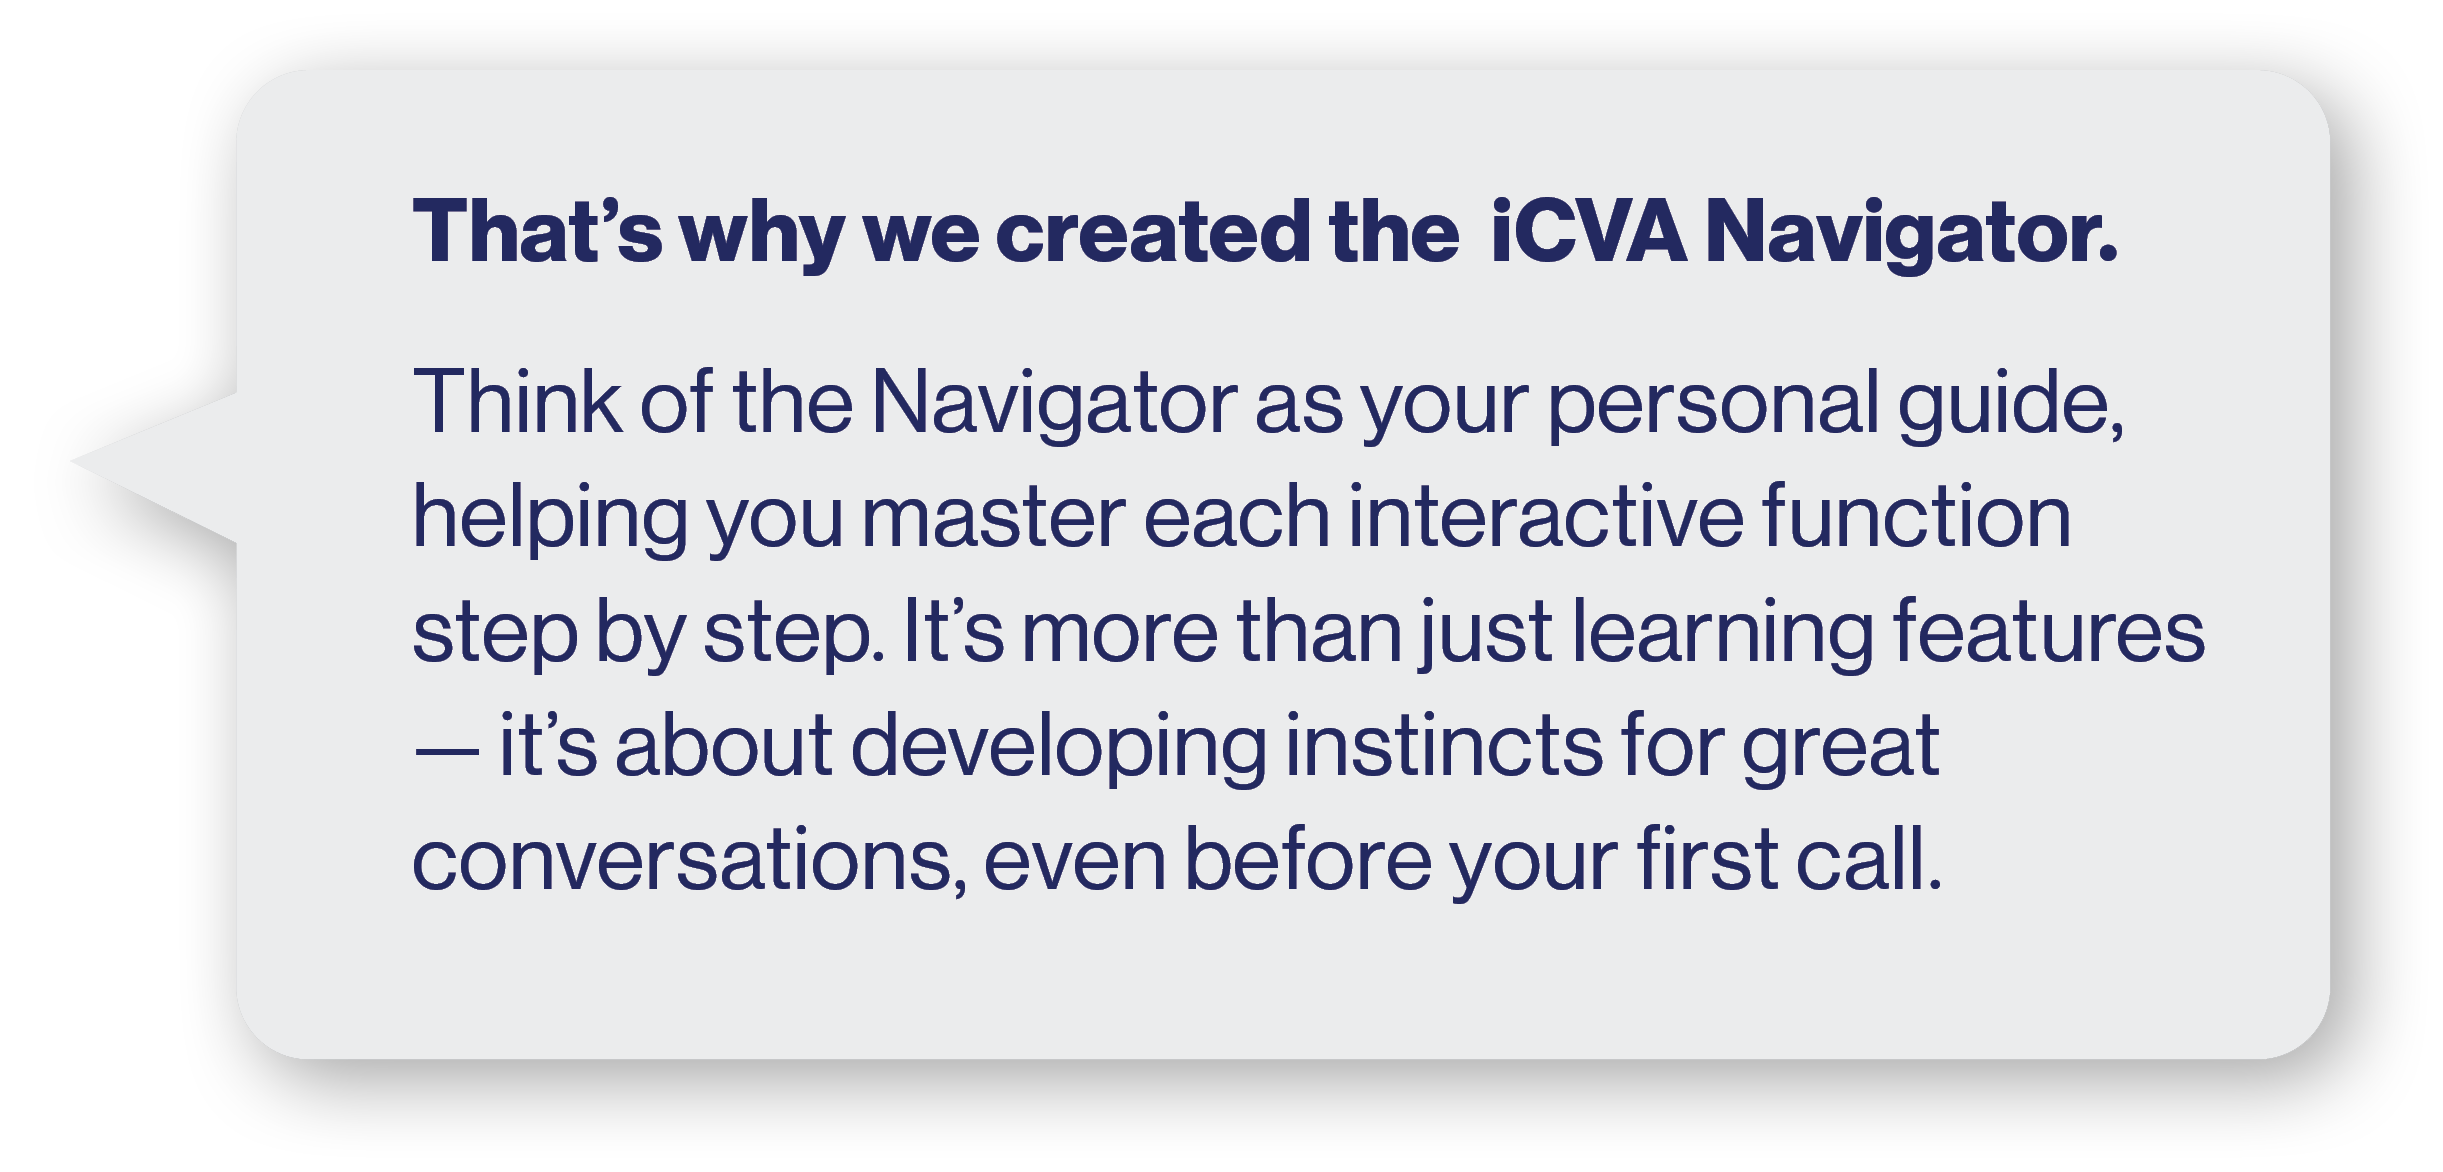 That’s why we created the  iCVA Navigator.
Think of the Navigator as your personal guide,
helping you master each interactive function
step by step. It’s more than just learning features
— it’s about developing instincts for great
conversations, even before your first call.